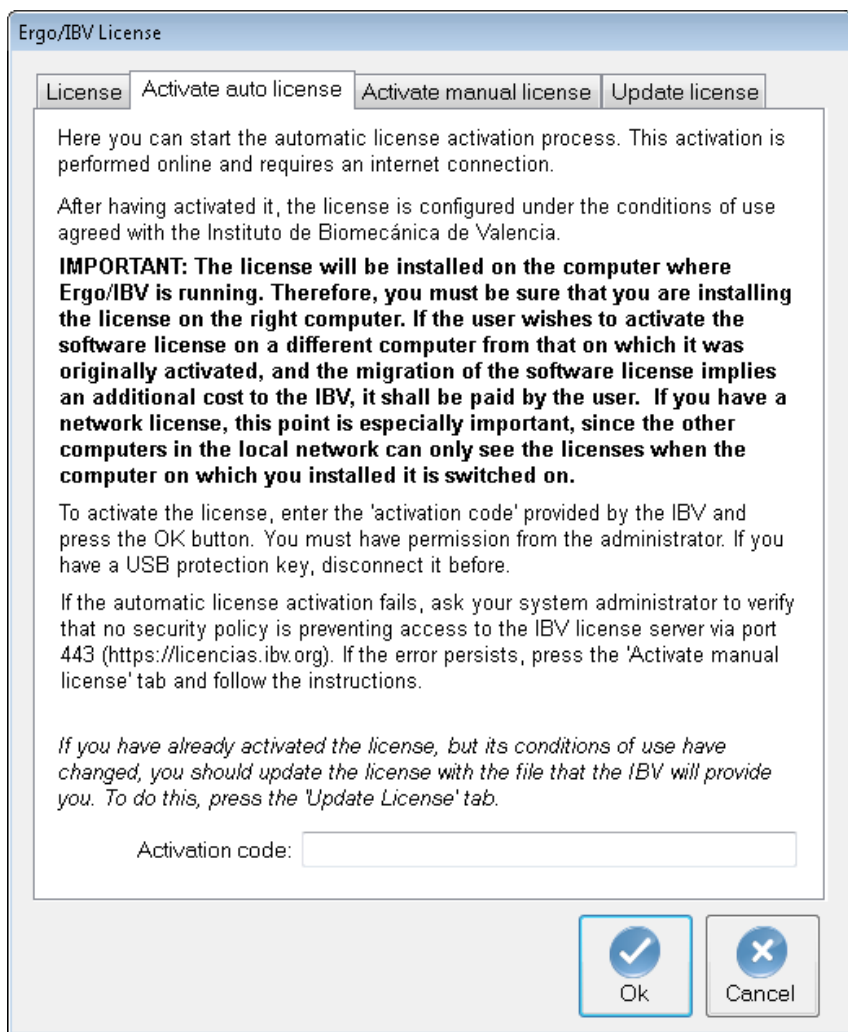 Ergo/IBV License
License
Activate auto license
Activate manual license
Update license
Here you can start the automatic license activation process. This activation is
performed online and requires an internet connection.
After having activated it, the license is configured under the conditions of use
agreed with the Instituto de Biomecánica de Valencia.
IMPORTANT: The license will be installed on the computer where
Ergo/IBV is running. Therefore, you must be sure that you are installing
the license on the right computer. If the user wishes to activate the
software license on a different computer from that on which it was
originally activated, and the migration of the software license implies
an additional cost to the IBV, it shall be paid by the user.  If you have a
network license, this point is especially important, since the other
computers in the local network can only see the licenses when the
computer on which you installed it is switched on.
To activate the license, enter the 'activation code' provided by the IBV and
press the OK button. You must have permission from the administrator. If you
have a USB protection key, disconnect it before.
If the automatic license activation fails, ask your system administrator to verify
that no security policy is preventing access to the IBV license server via port
443 (https://licencias.ibv.org). If the error persists, press the 'Activate manual
license' tab and follow the instructions.
If you have already activated the license, but its conditions of use have
changed, you should update the license with the file that the IBV will provide
you. To do this, press the 'Update License' tab.
Activation code:
Ok
Cancel